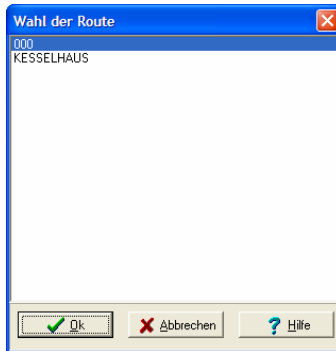 Wahl der Route
000
KESSELHAUS
Ok
Abbrechen
Hilfe